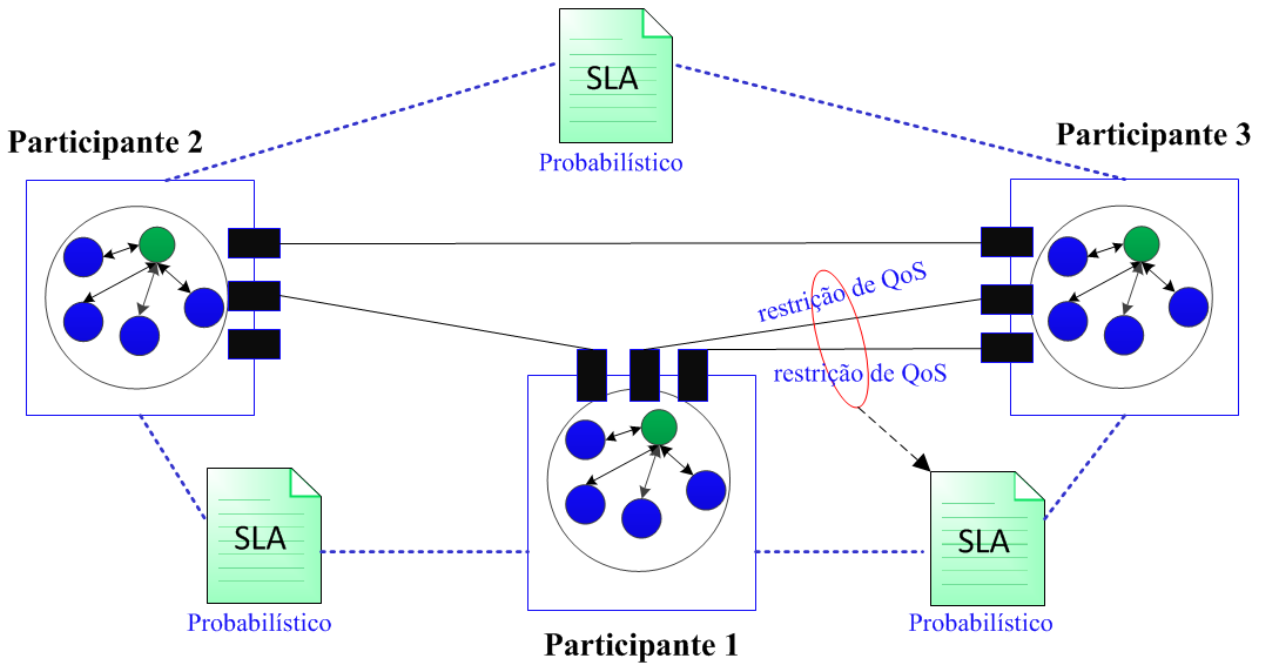 SLA
Probabilístico
Participante 2
Participante 3
restrição de QoS
restrição de QoS
SLA
Probabilístico
SLA
Probabilístico
Participante 1